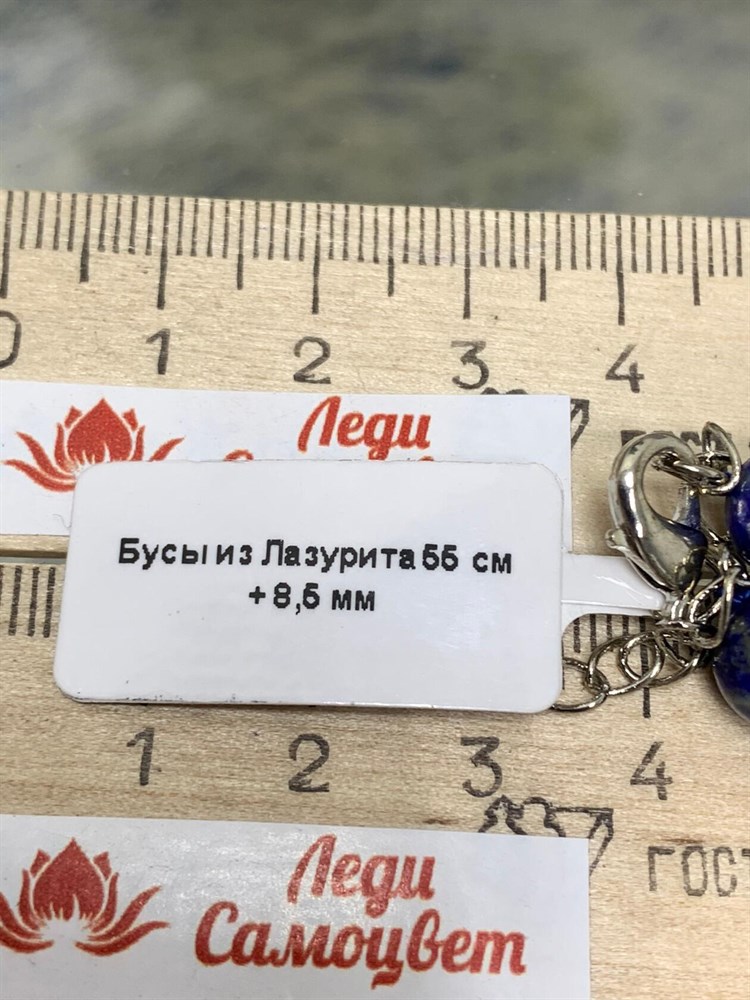 0 1 2 3 4
Леди
Бусы из Лазурита 55 см
+ 8,5 мм
1 2 3 4
ГОСТ
Леди
Самоцвет